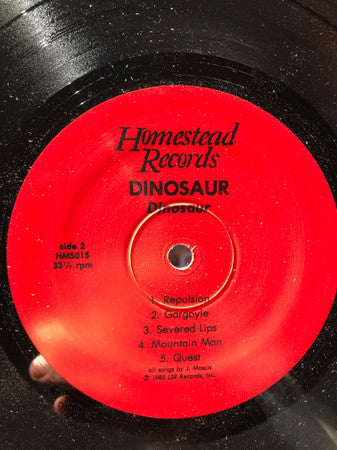 Homestead
Records
DINOSAUR
Dinosaur
side 2
HMS015
33⅓ rpm
1. Repulsion
2. Gargoyle
3. Severed Lips
4. Mountain Man
5. Quest
all songs by J. Mascis
© 1985 LSR Records, Inc.